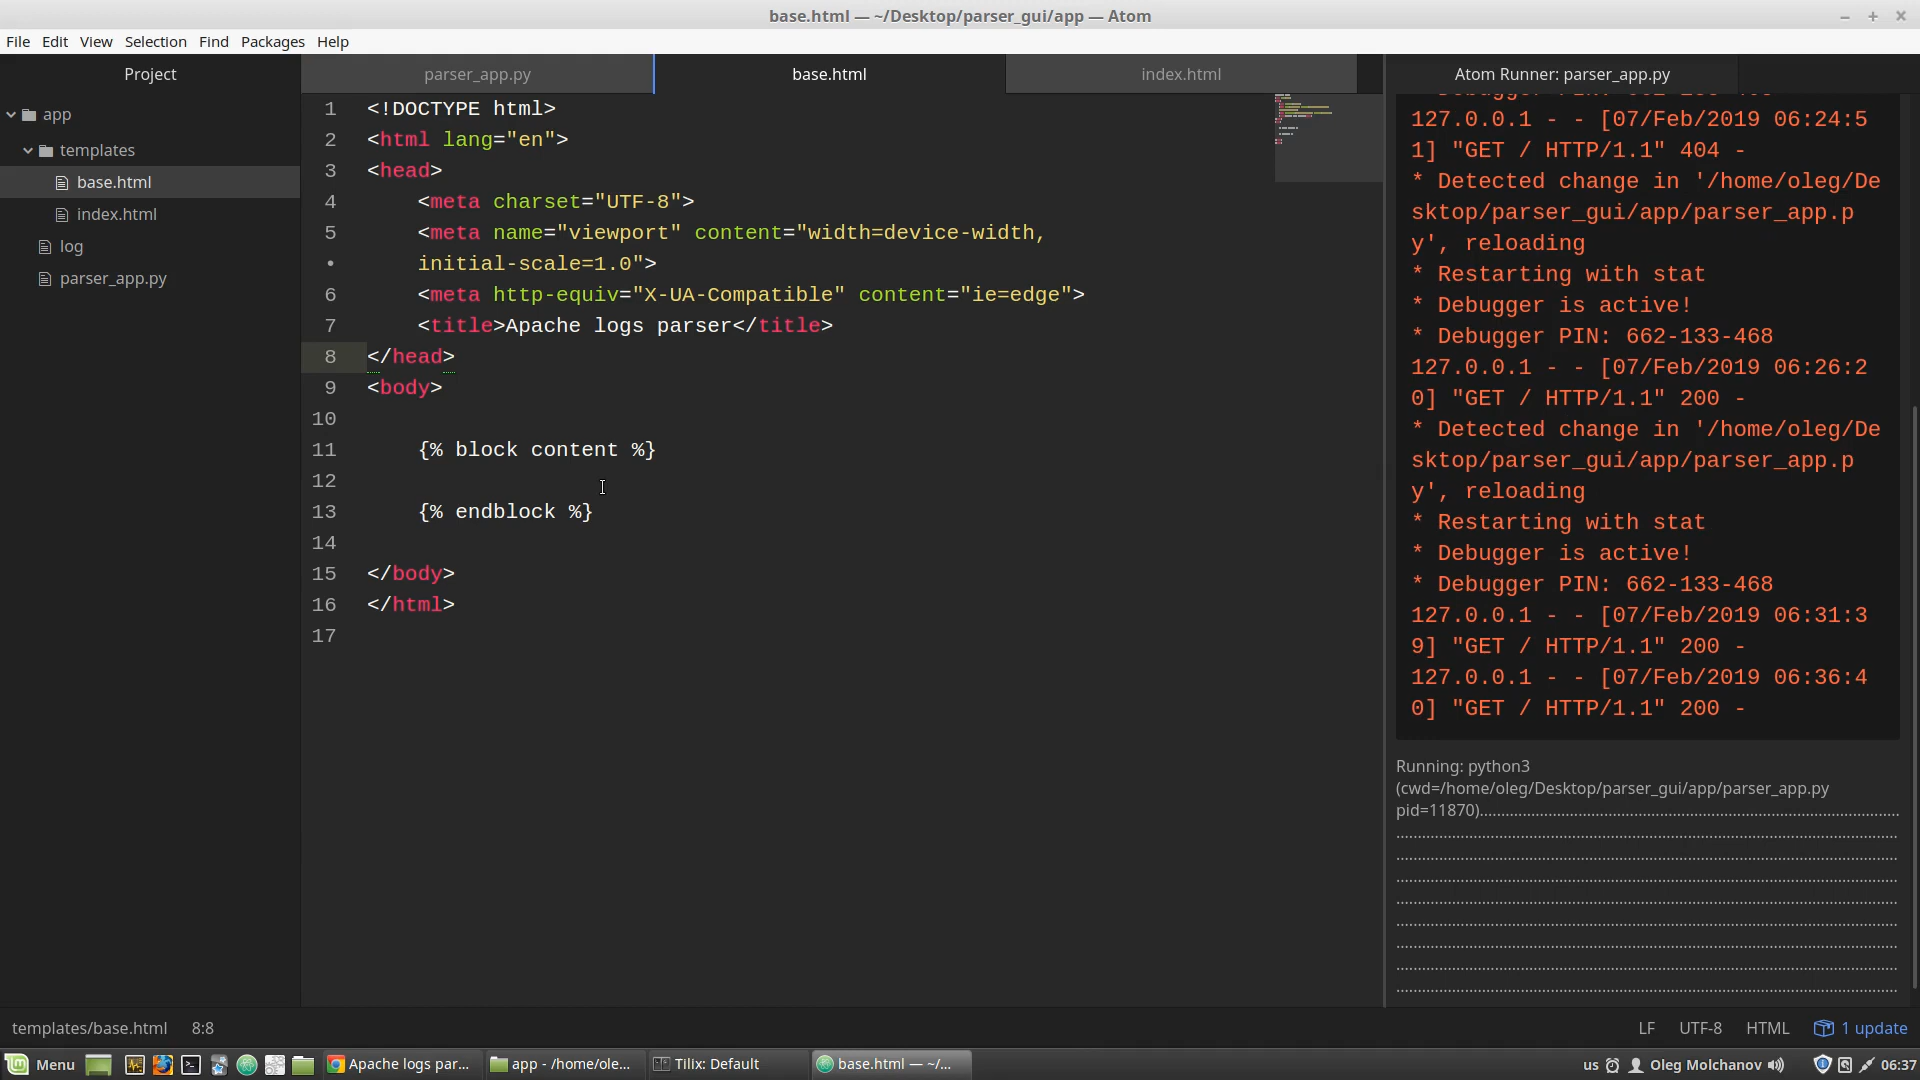 base.html — ~/Desktop/parser_gui/app — Atom
File Edit View Selection Find Packages Help
Project
parser_app.py
base.html
index.html
Atom Runner: parser_app.py
app
templates
base.html
index.html
log
parser_app.py
1 <!DOCTYPE html>
2 <html lang="en">
3 <head>
4 <meta charset="UTF-8">
5 <meta name="viewport" content="width=device-width,
• initial-scale=1.0">
6 <meta http-equiv="X-UA-Compatible" content="ie=edge">
7 <title>Apache logs parser</title>
8 </head>
9 <body>
10
11 {% block content %}
12
13 {% endblock %}
14
15 </body>
16 </html>
17
127.0.0.1 - - [07/Feb/2019 06:24:5
1] "GET / HTTP/1.1" 404 -
* Detected change in '/home/oleg/De
sktop/parser_gui/app/parser_app.p
y', reloading
* Restarting with stat
* Debugger is active!
* Debugger PIN: 662-133-468
127.0.0.1 - - [07/Feb/2019 06:26:2
0] "GET / HTTP/1.1" 200 -
* Detected change in '/home/oleg/De
sktop/parser_gui/app/parser_app.p
y', reloading
* Restarting with stat
* Debugger is active!
* Debugger PIN: 662-133-468
127.0.0.1 - - [07/Feb/2019 06:31:3
9] "GET / HTTP/1.1" 200 -
127.0.0.1 - - [07/Feb/2019 06:36:4
0] "GET / HTTP/1.1" 200 -
Running: python3
(cwd=/home/oleg/Desktop/parser_gui/app/parser_app.py
pid=11870)...
templates/base.html 8:8
LF UTF-8 HTML 1 update
Menu Apache logs par... app - /home/ole... Tilix: Default base.html — ~/... us Oleg Molchanov 06:37